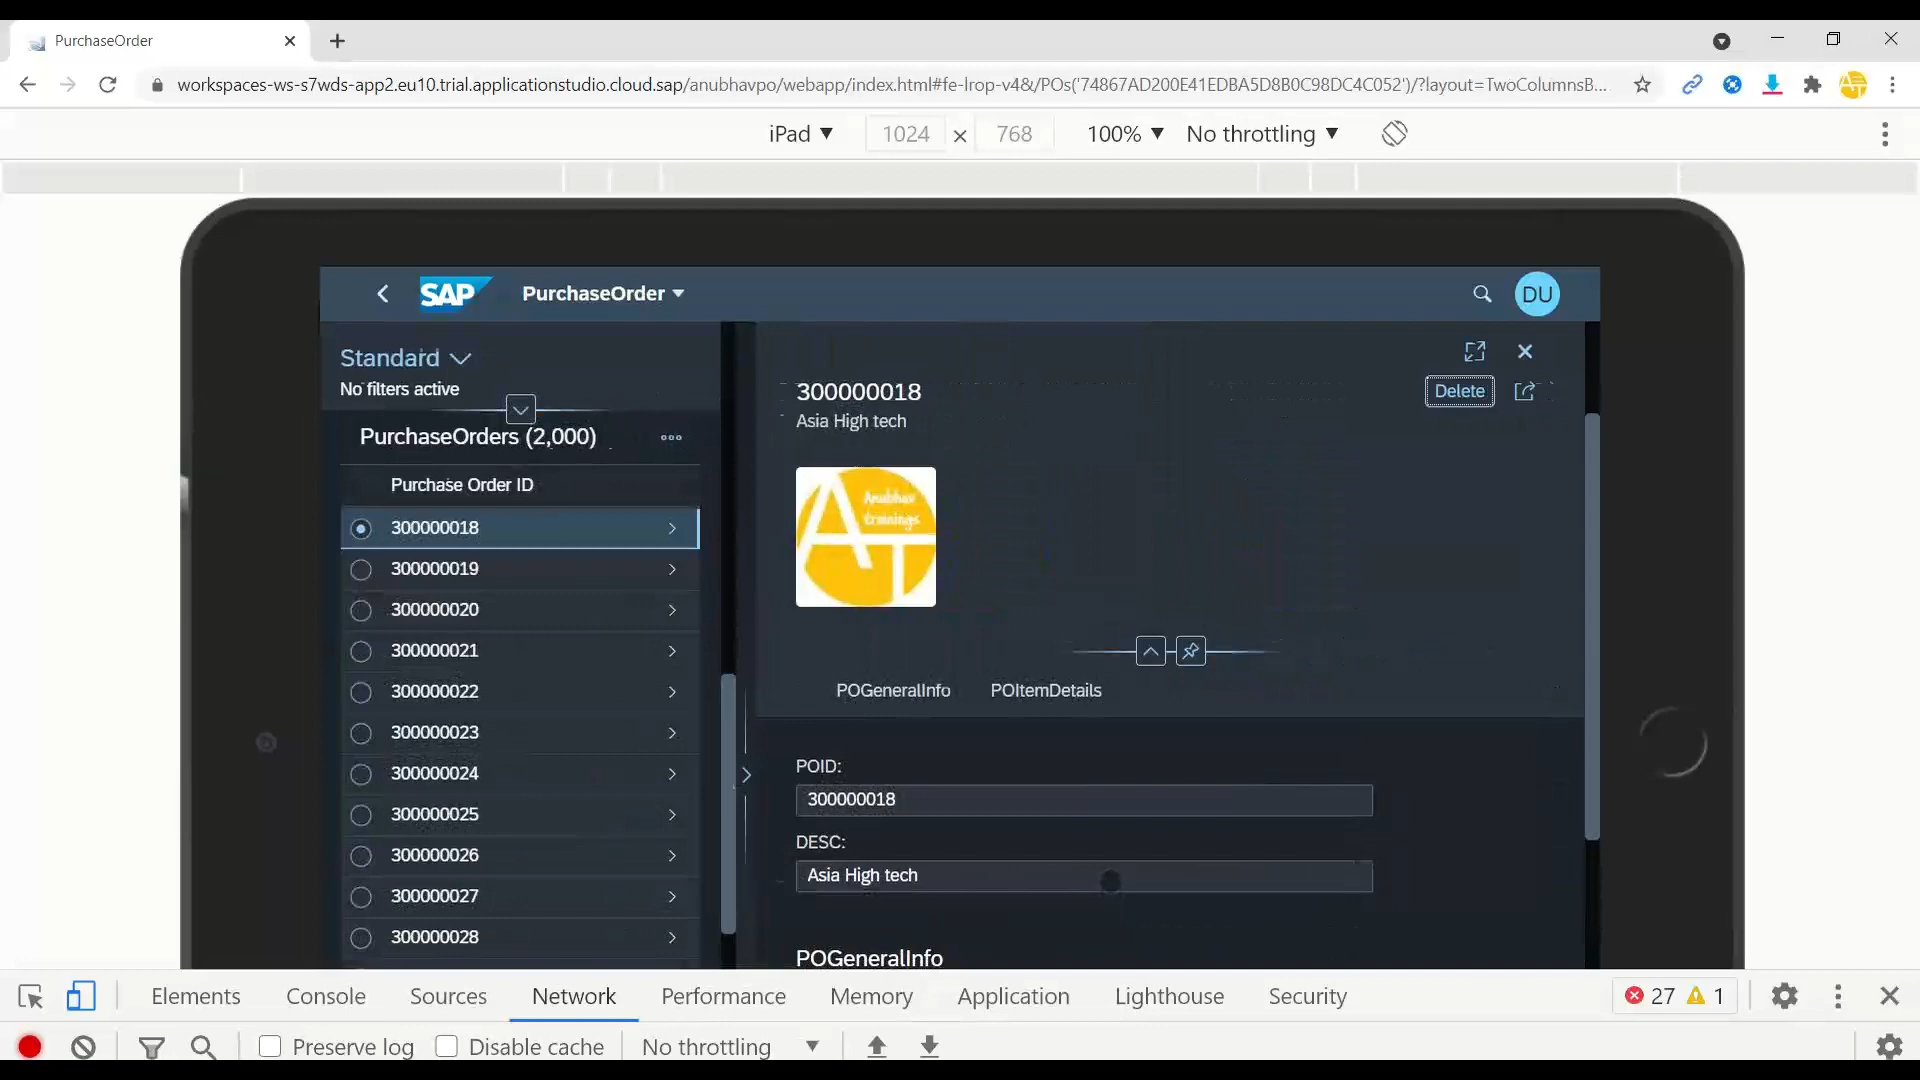 PurchaseOrder
workspaces-ws-s7wds-app2.eu10.trial.applicationstudio.cloud.sap/anubhavpo/webapp/index.html#fe-lrop-v4&/POs('74867AD200E41EDBA5D8B0C98DC4C052')/?layout=TwoColumnsB...
iPad ▼ 1024 × 768 100% ▼ No throttling ▼
SAP PurchaseOrder DU
Standard
No filters active
PurchaseOrders (2,000)
Purchase Order ID
300000018
300000019
300000020
300000021
300000022
300000023
300000024
300000025
300000026
300000027
300000028
300000018
Delete
Asia High tech
Anubhav
trainings
AT
POGeneralInfo POItemDetails
POID:
300000018
DESC:
Asia High tech
POGeneralInfo
Elements Console Sources Network Performance Memory Application Lighthouse Security 27 1
Preserve log Disable cache No throttling ▼